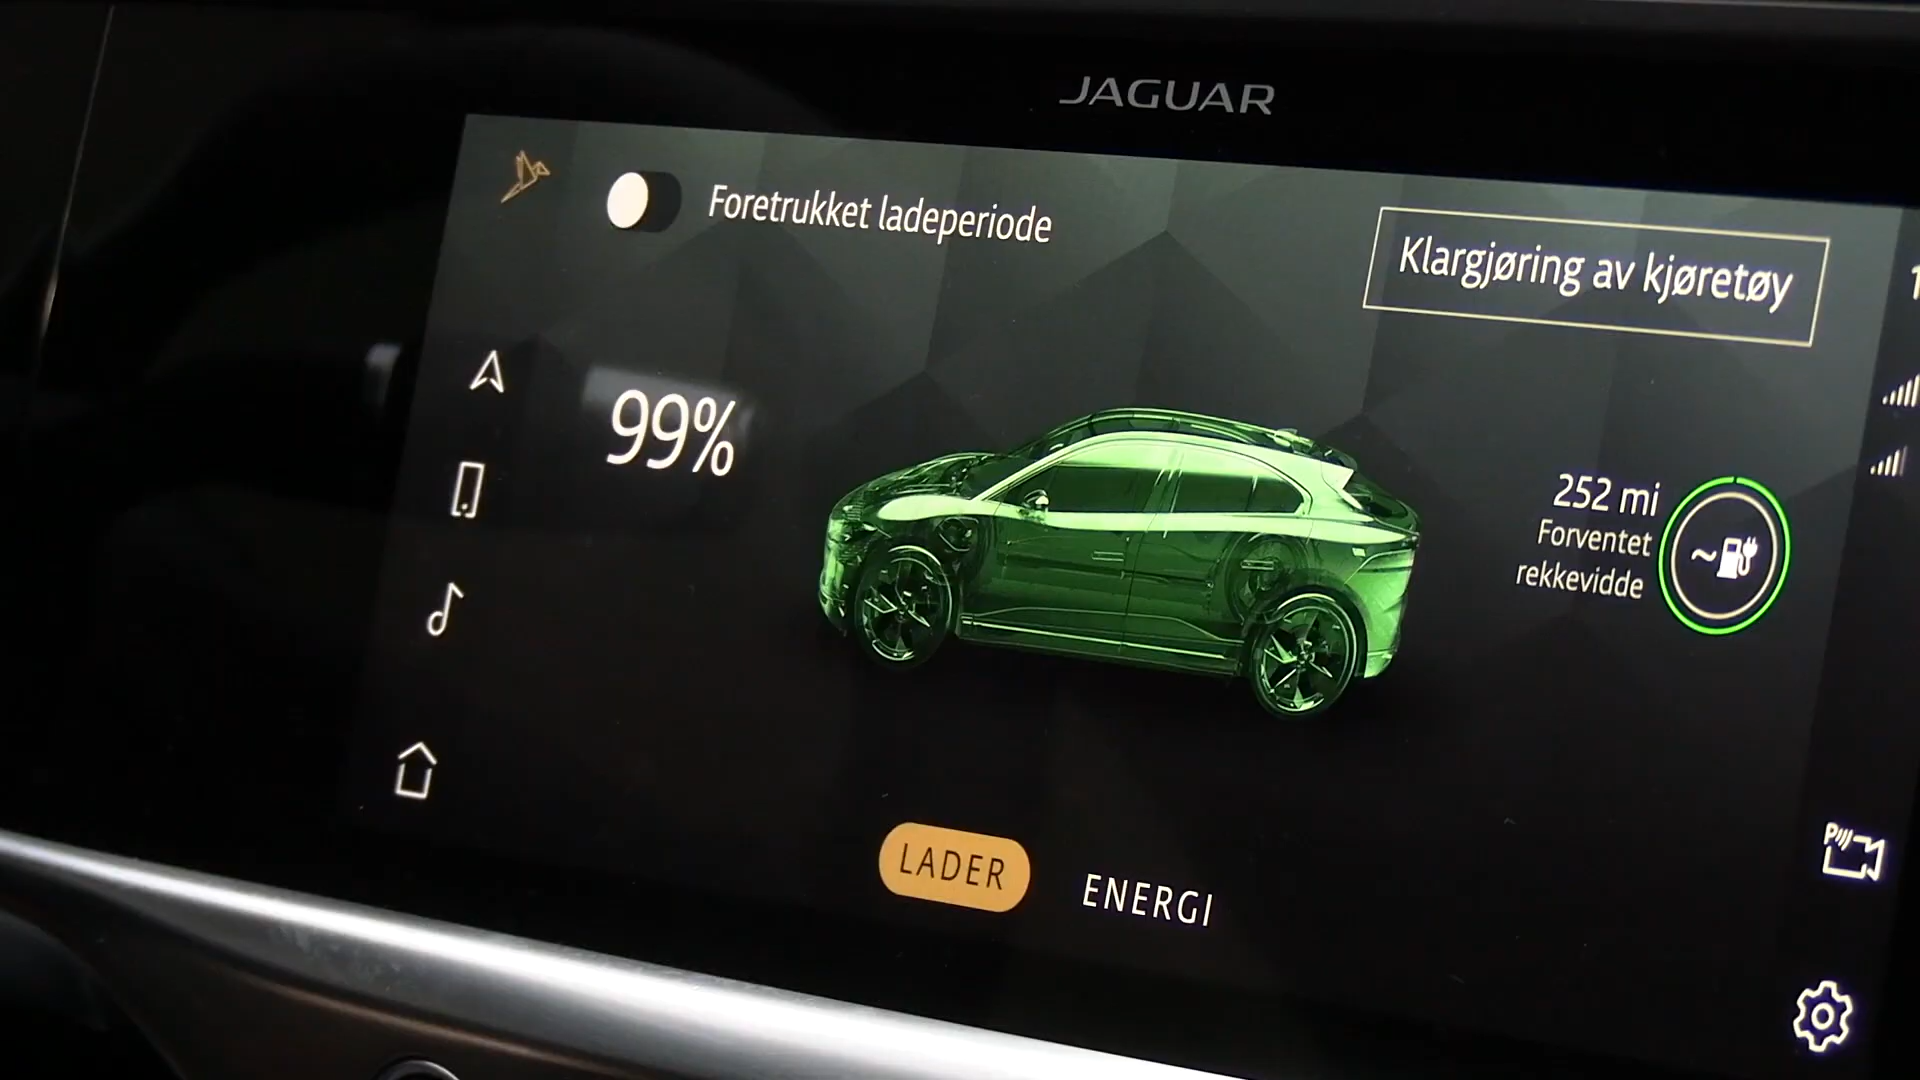 JAGUAR
Foretrukket ladeperiode
Klargjøring av kjøretøy
99%
252 mi
Forventet
rekkevidde
LADER
ENERGI
P